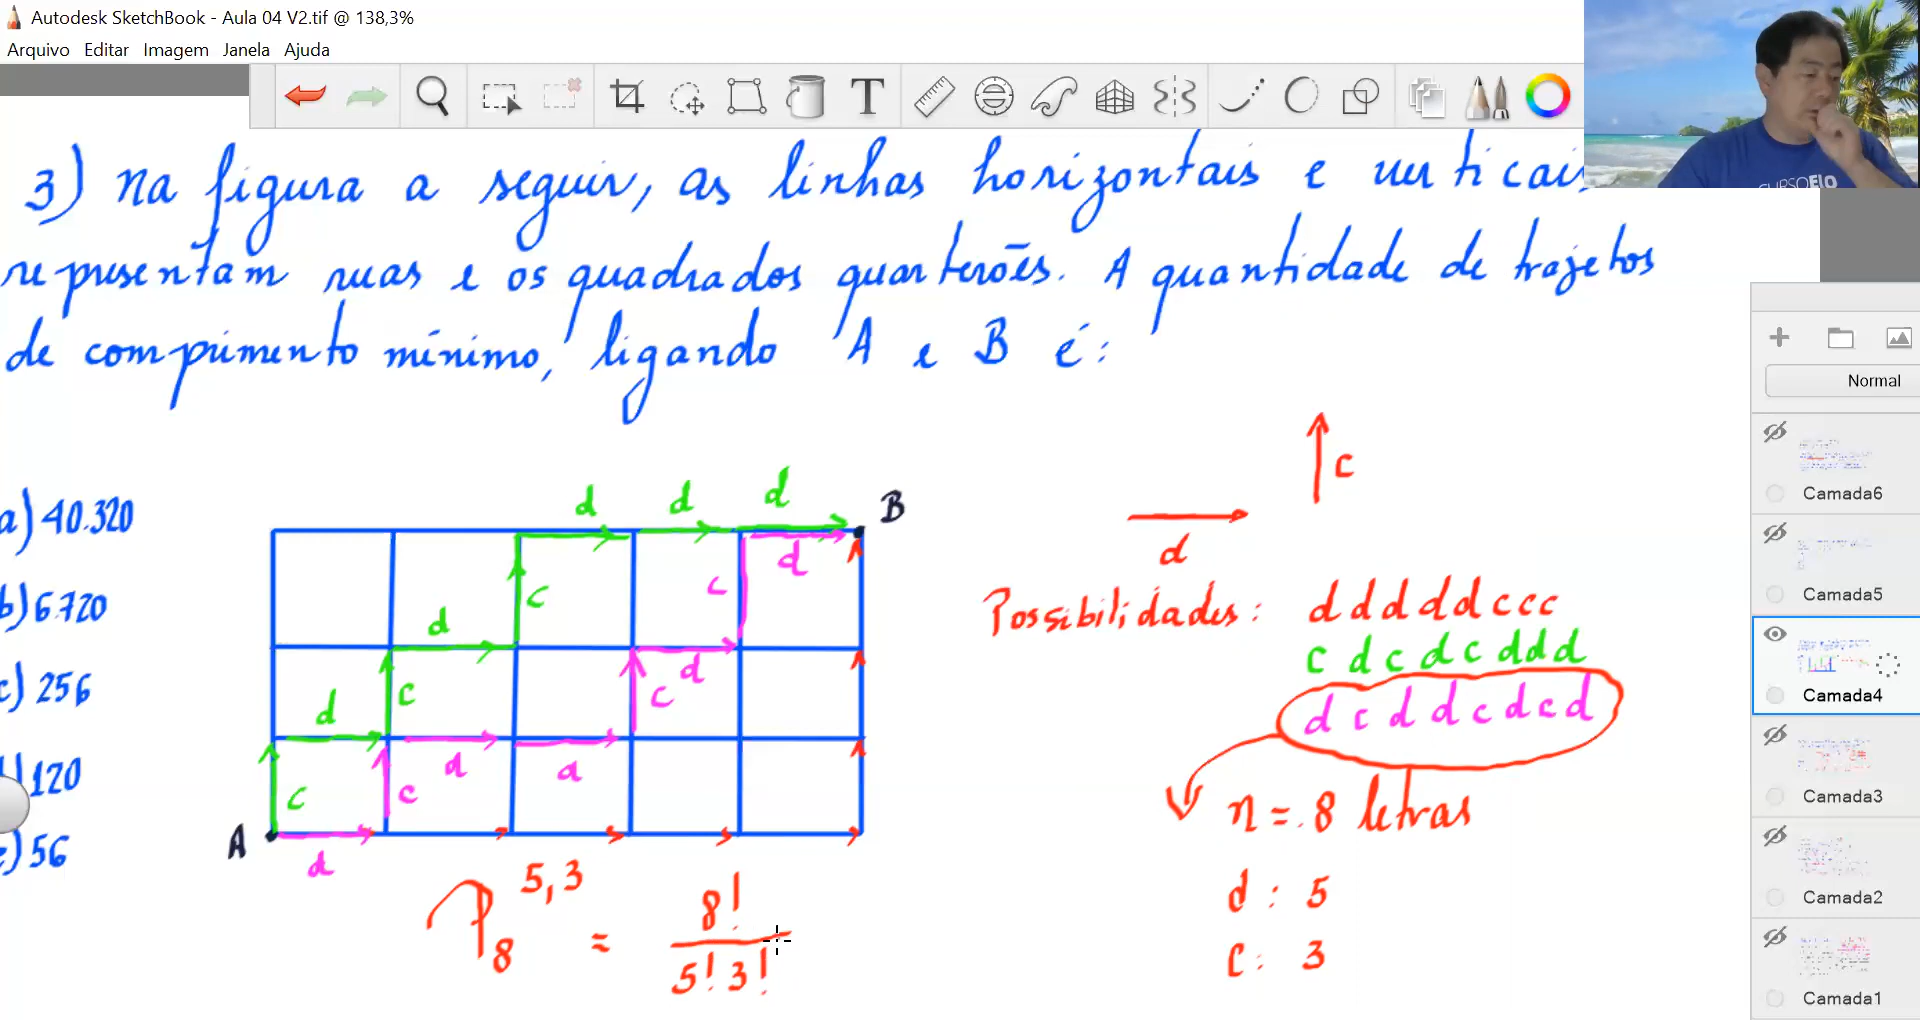 Autodesk SketchBook - Aula 04 V2.tif @ 138,3%
Arquivo Editar Imagem Janela Ajuda
T
3) na figura a seguir, as linhas horizontais e verticais
representam ruas e os quadrados quarterões. A quantidade de trajetos
de comprimento mínimo, ligando A e B é:
a) 40.320
b) 6.720
c) 256
d) 120
e) 56
d d d B
c c d
d
d c c d
d d
c c
A
d
P8 5,3 = 8! / 5! 3!
c
d
Possibilidades: d d d d d c c c
c d c d c d d d
d c d d c d c d
n = 8 letras
d : 5
c : 3
CURSO ELO
Normal
Camada6
Camada5
Camada4
Camada3
Camada2
Camada1